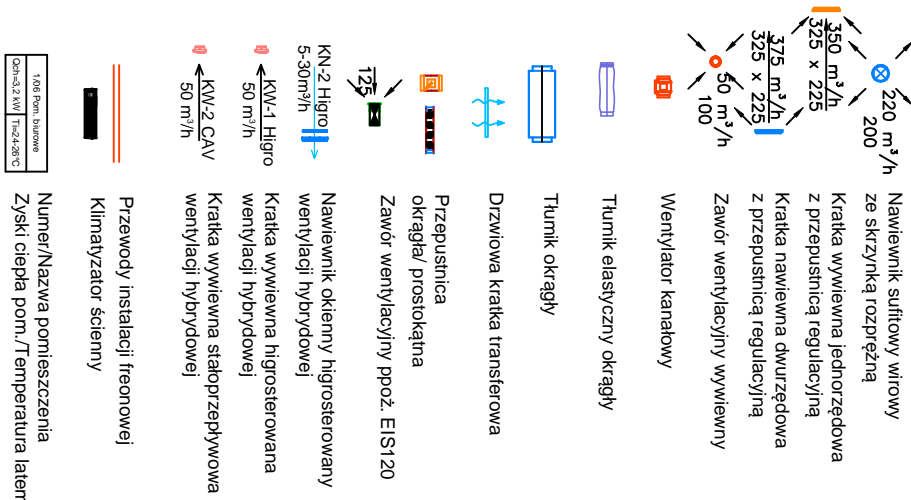 220 m³/h
200
Nawiewnik sufitowy wirowy
ze skrzynką rozprężną
350 m³/h
325 x 225
Kratka wywiewna jednorzędowa
z przepustnicą regulacyjną
375 m³/h
325 x 225
Kratka nawiewna dwurzędowa
z przepustnicą regulacyjną
50 m³/h
100
Zawór wentylacyjny wywiewny
Wentylator kanałowy
Tłumik elastyczny okrągły
Tłumik okrągły
Drzwiowa kratka transferowa
Przepustnica
okrągła/ prostokątna
125
Zawór wentylacyjny ppoż. EIS120
KN-2 Higro
5-30m³/h
Nawiewnik okienny higrosterowany
wentylacji hybrydowej
KW-1 Higro
50 m³/h
Kratka wywiewna higrosterowana
wentylacji hybrydowej
KW-2 CAV
50 m³/h
Kratka wywiewna stałoprzepływowa
wentylacji hybrydowej
Przewody instalacji freonowej
Klimatyzator ścienny
1/06 Pom. biurowe
Qch=3,2 kW Ti=24-26°C
Numer/Nazwa pomieszczenia
Zyski ciepła pom./Temperatura latem